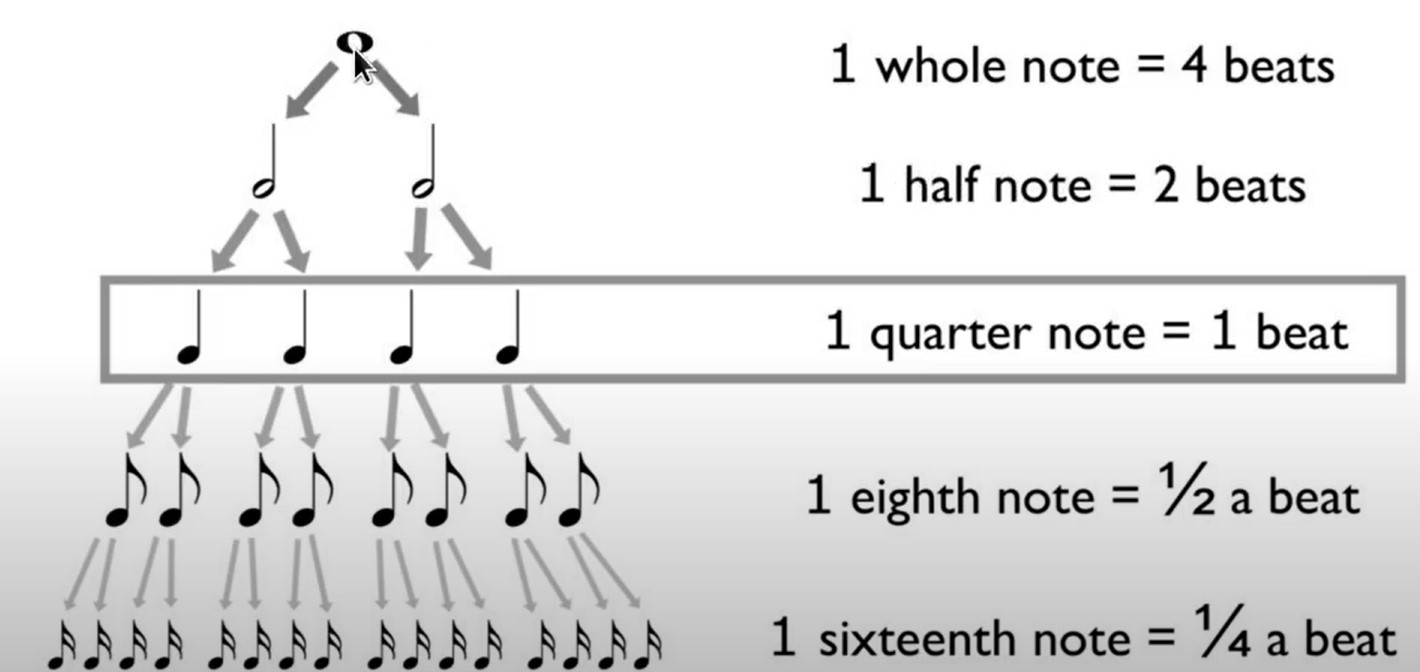 1 whole note = 4 beats
1 half note = 2 beats
1 quarter note = 1 beat
1 eighth note = ½ a beat
1 sixteenth note = ¼ a beat